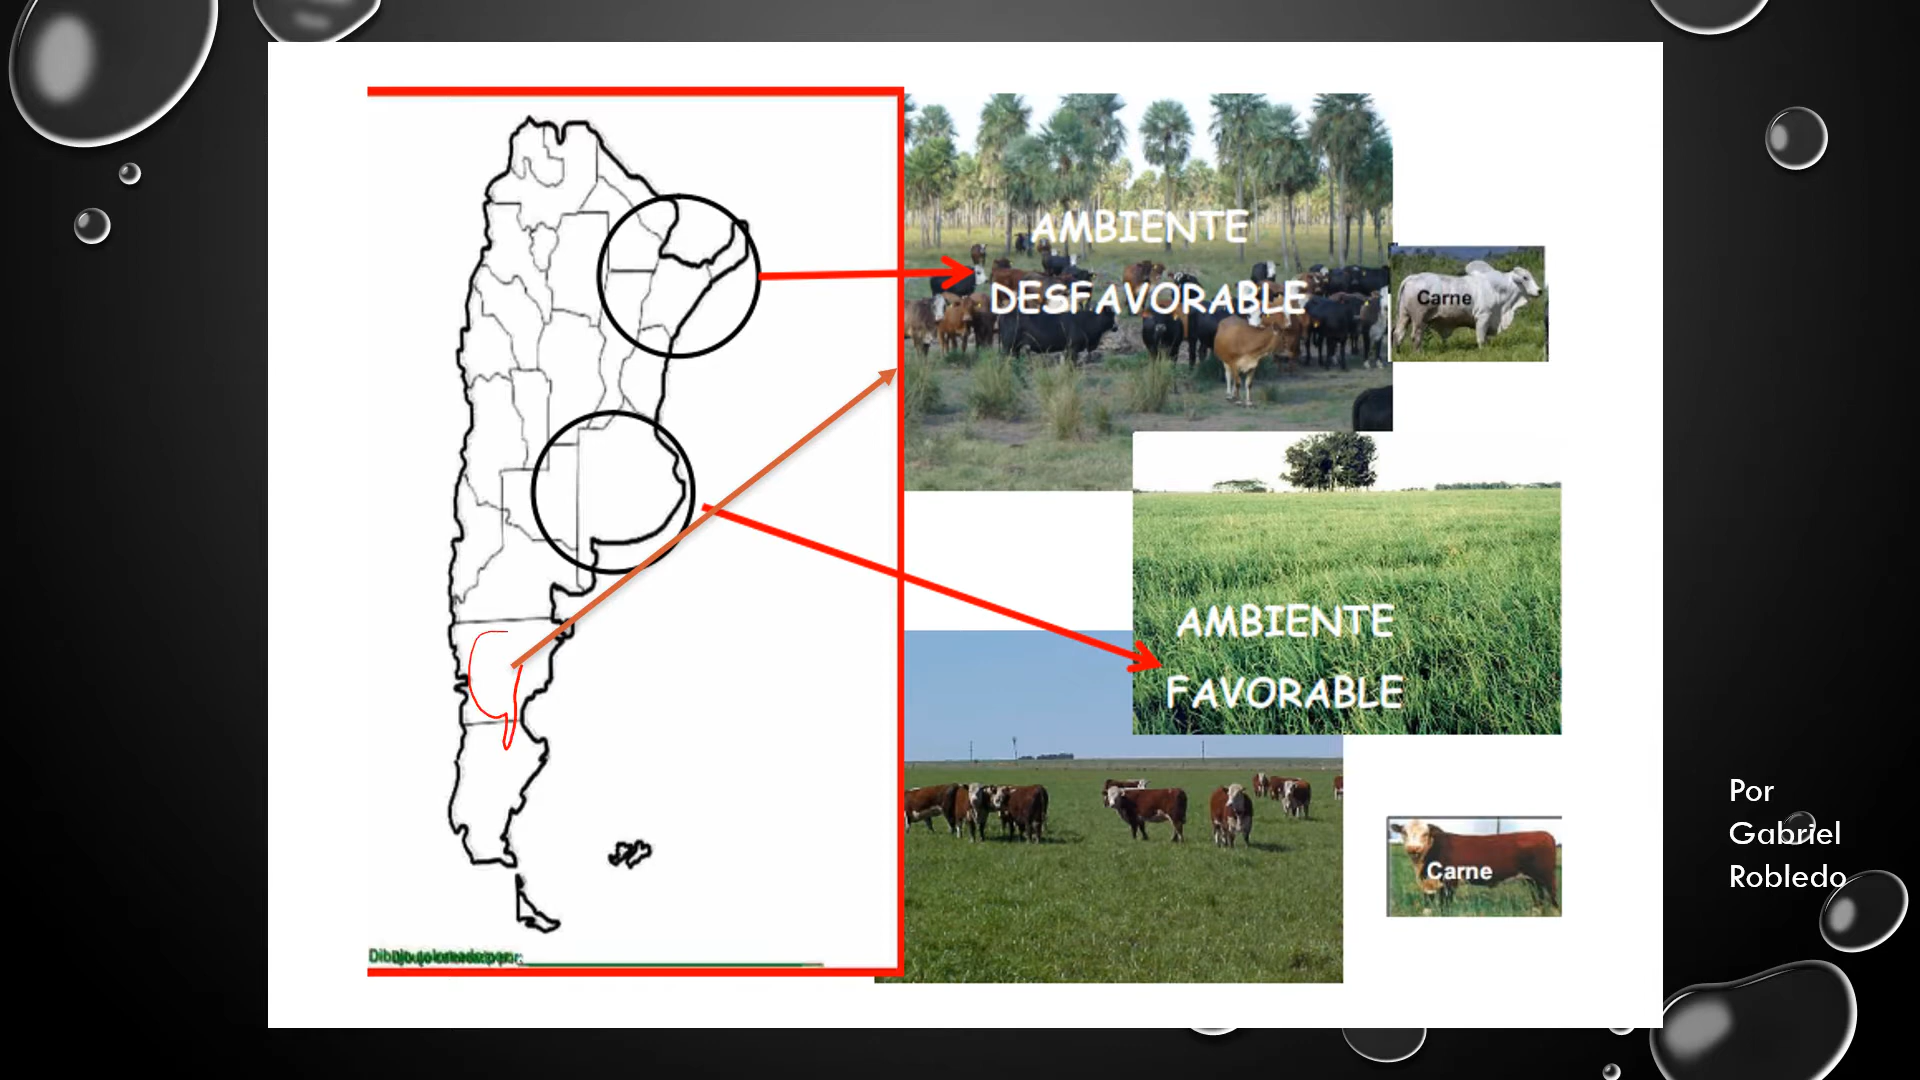 AMBIENTE
DESFAVORABLE
Carne
AMBIENTE
FAVORABLE
Carne
Por
Gabriel
Robledo